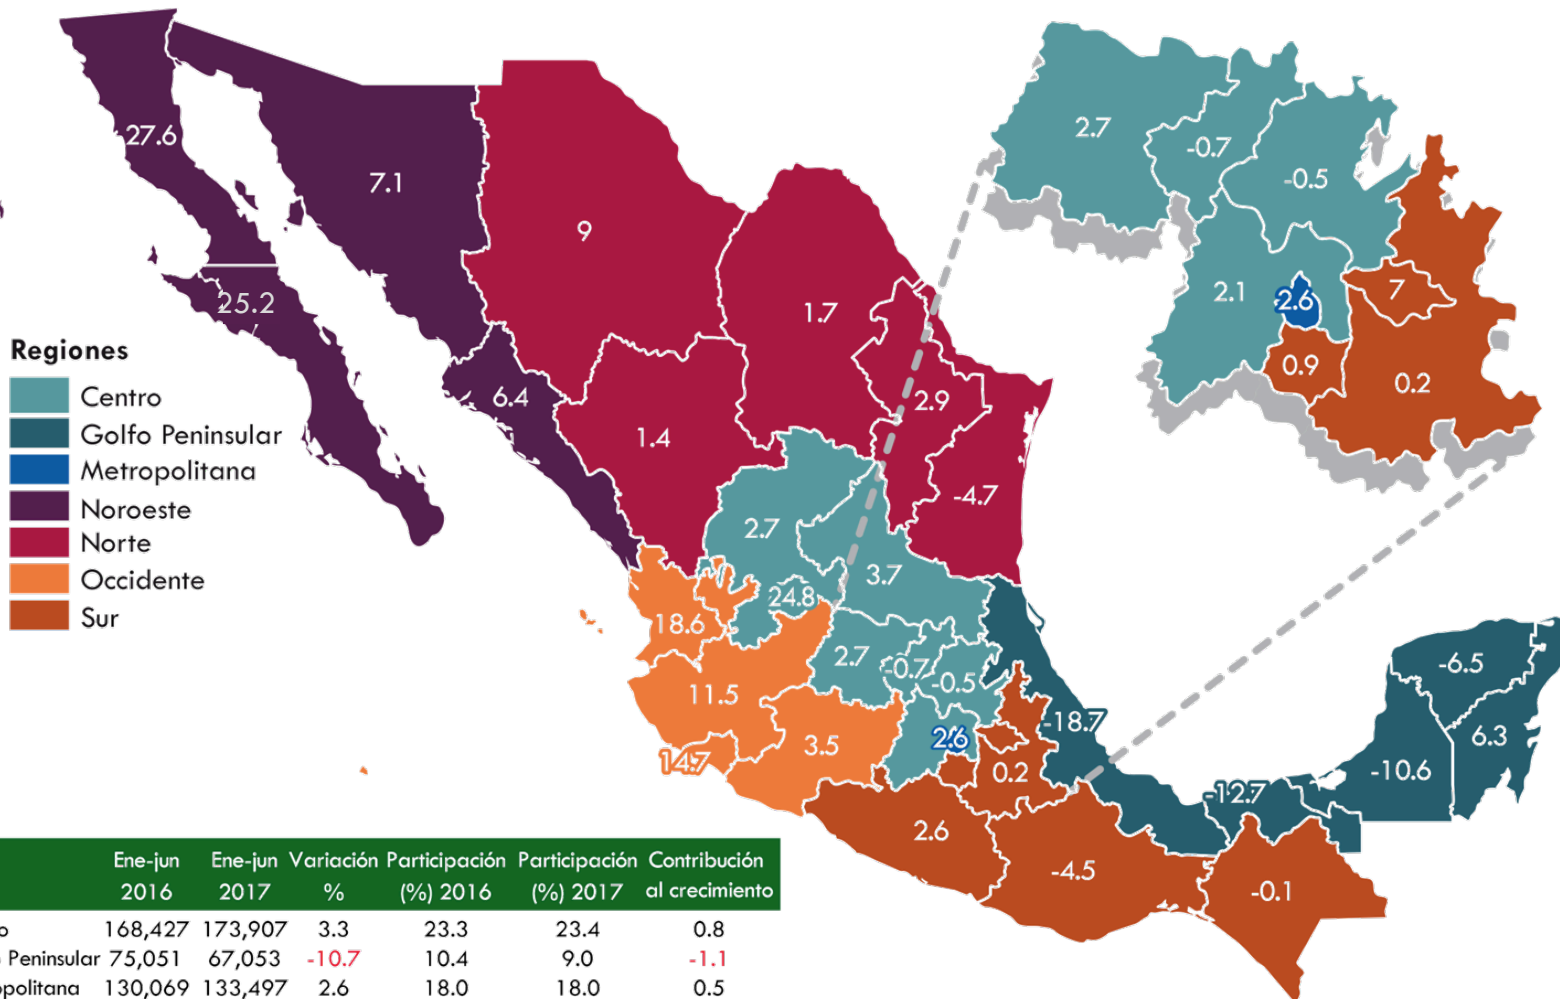 27.6
7.1
9
1.7
25.2
6.4
1.4
2.9
-4.7
2.7
3.7
24.8
18.6
11.5
14.7
3.5
2.7
-0.7
-0.5
2.6
0.2
2.6
-4.5
-0.1
-18.7
-12.7
-10.6
-6.5
6.3
2.7
-0.7
-0.5
2.1
2.6
7
0.9
0.2
Regiones
Centro
Golfo Peninsular
Metropolitana
Noroeste
Norte
Occidente
Sur
Ene-jun Ene-jun Variación Participación Participación Contribución
2016 2017 % (%) 2016 (%) 2017 al crecimiento
o 168,427 173,907 3.3 23.3 23.4 0.8
Peninsular 75,051 67,053 -10.7 10.4 9.0 -1.1
opolitana 130,069 133,497 2.6 18.0 18.0 0.5